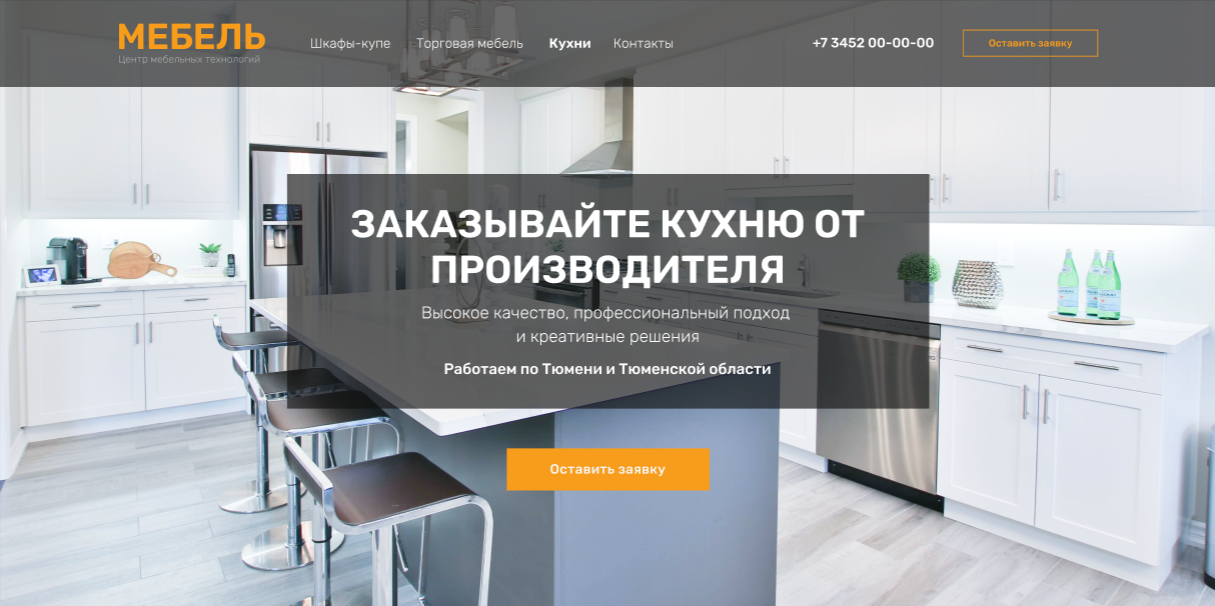 МЕБЕЛЬ
Центр мебельных технологий
Шкафы-купе
Торговая мебель
Кухни
Контакты
+7 3452 00-00-00
Оставить заявку
ЗАКАЗЫВАЙТЕ КУХНЮ ОТ
ПРОИЗВОДИТЕЛЯ
Высокое качество, профессиональный подход
и креативные решения
Работаем по Тюмени и Тюменской области
Оставить заявку